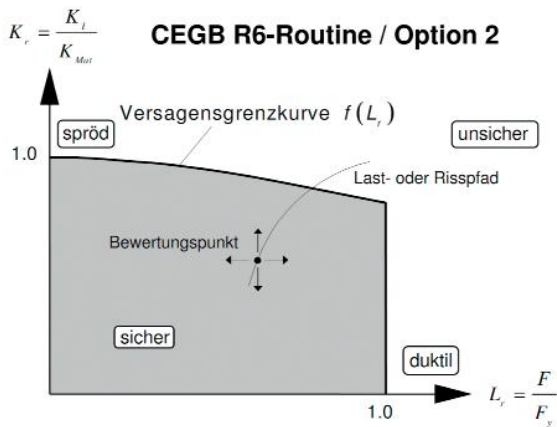 K_r = K_I / K_Mat
CEGB R6-Routine / Option 2
Versagensgrenzkurve f(L_r)
spröd
unsicher
1.0
Last- oder Risspfad
Bewertungspunkt
sicher
duktil
1.0
L_r = F / F_y